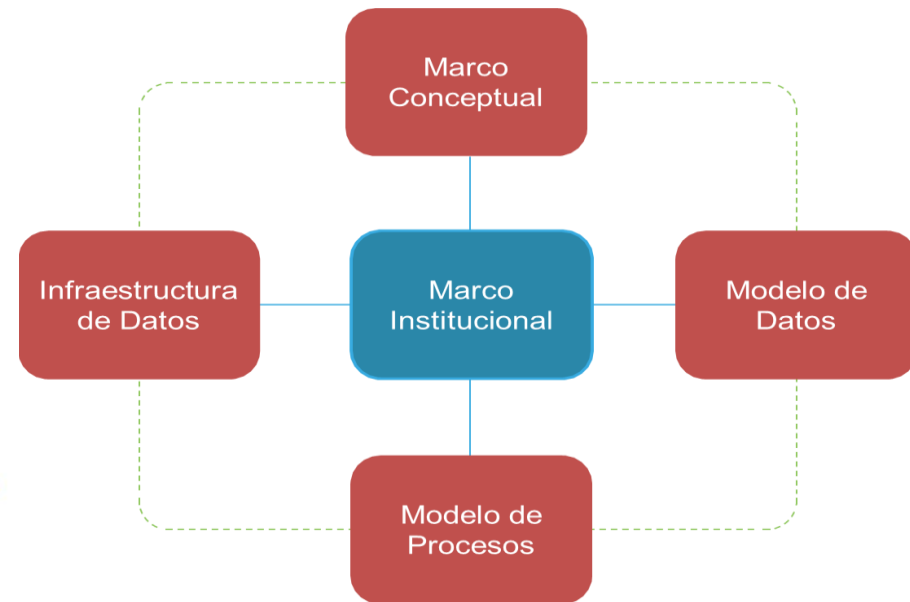 Marco
Conceptual
Infraestructura
de Datos
Marco
Institucional
Modelo de
Datos
Modelo de
Procesos